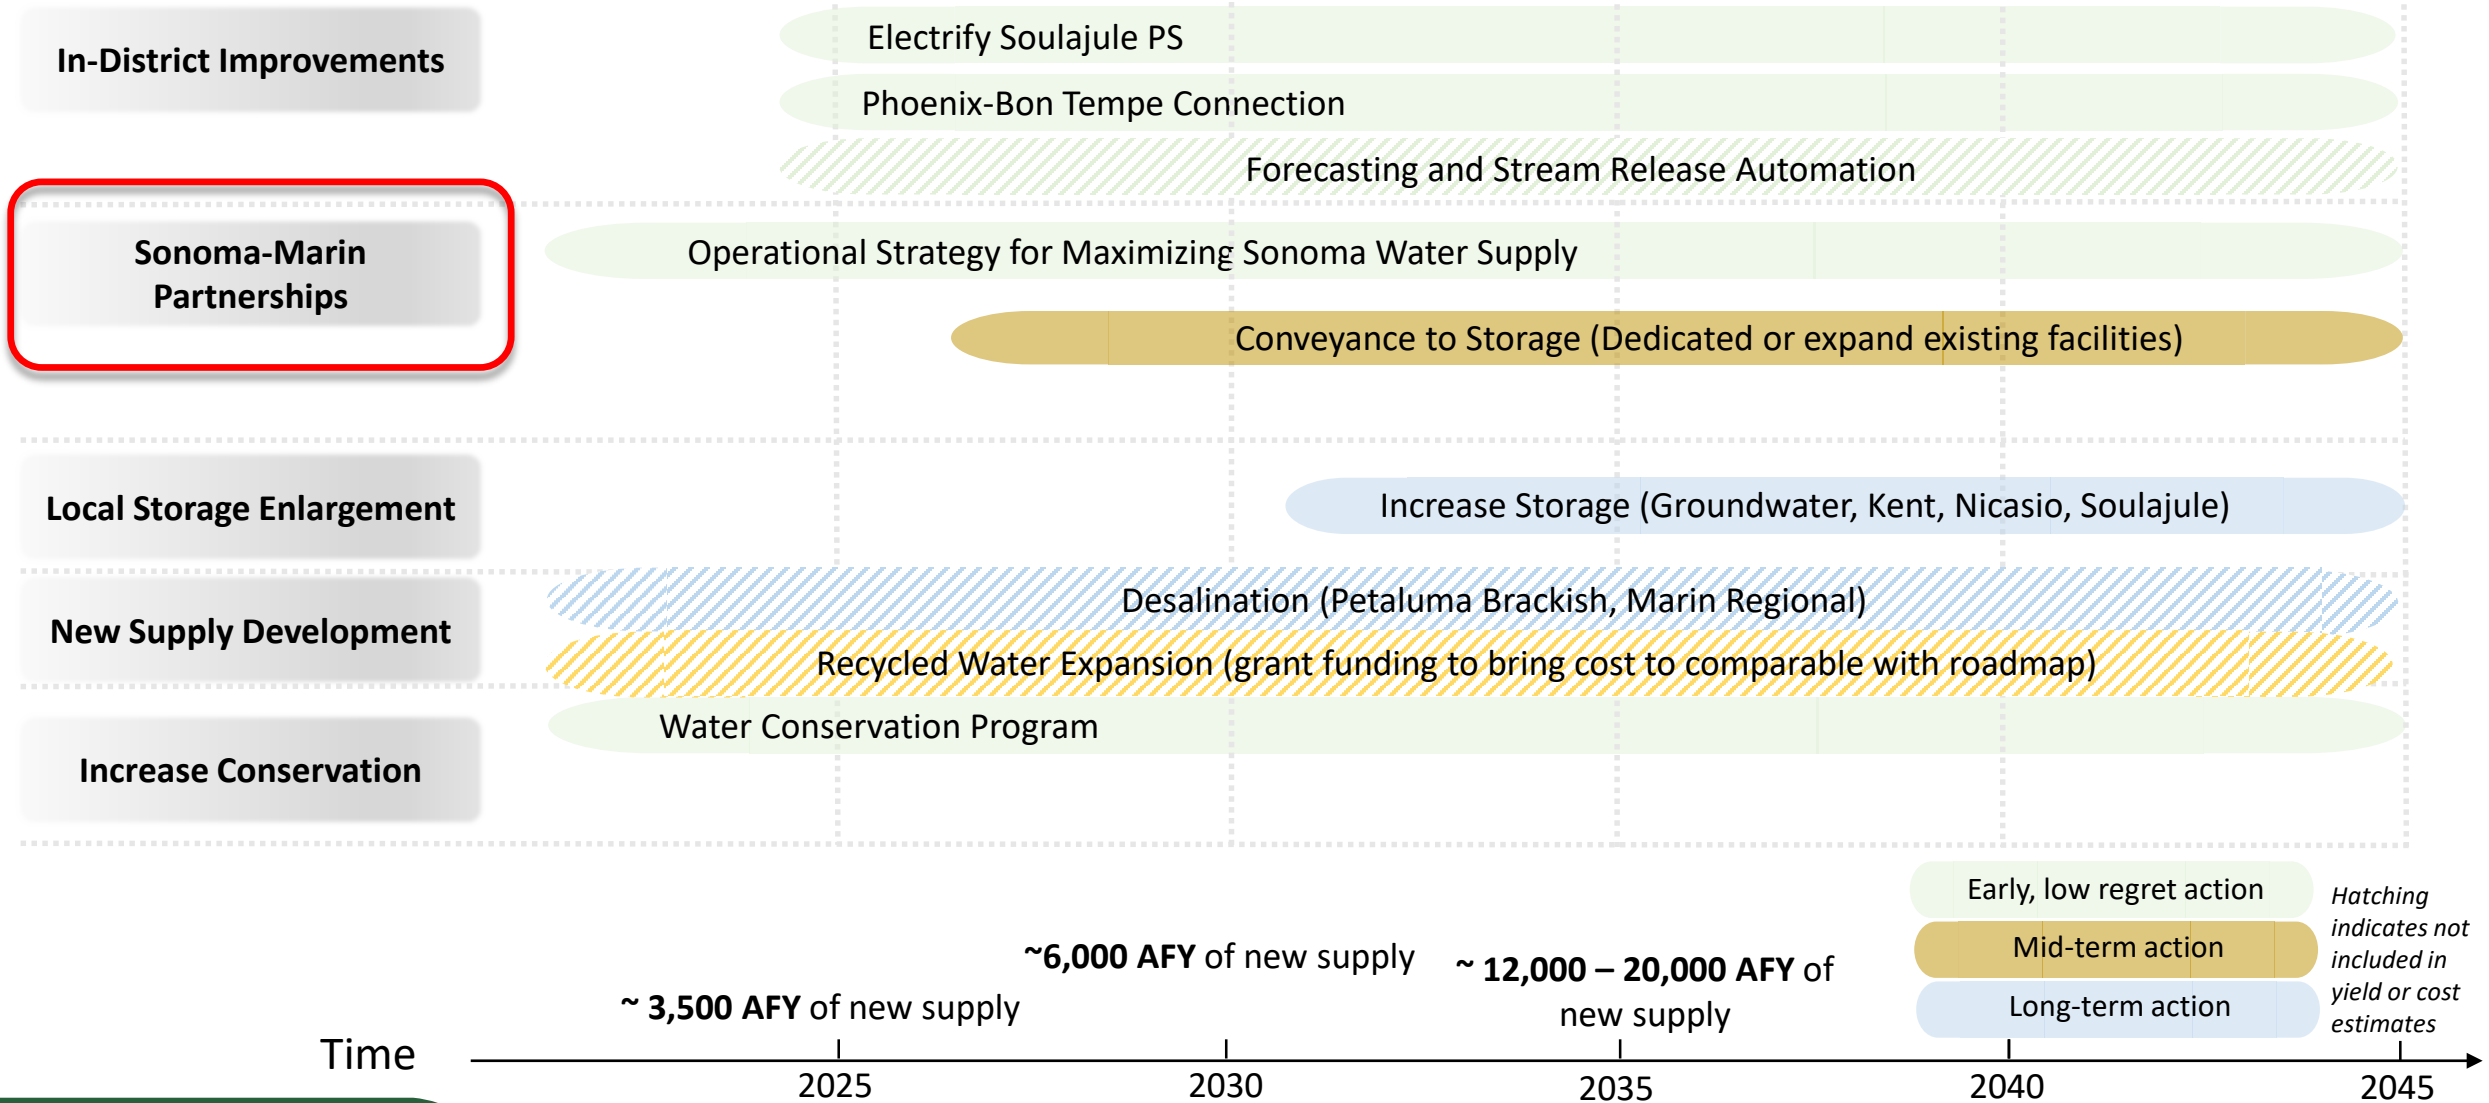 In-District Improvements
Electrify Soulajule PS
Phoenix-Bon Tempe Connection
Forecasting and Stream Release Automation
Sonoma-Marin
Partnerships
Operational Strategy for Maximizing Sonoma Water Supply
Conveyance to Storage (Dedicated or expand existing facilities)
Local Storage Enlargement
Increase Storage (Groundwater, Kent, Nicasio, Soulajule)
New Supply Development
Desalination (Petaluma Brackish, Marin Regional)
Recycled Water Expansion (grant funding to bring cost to comparable with roadmap)
Increase Conservation
Water Conservation Program
~ 3,500 AFY of new supply
~6,000 AFY of new supply
~ 12,000 – 20,000 AFY of
new supply
Early, low regret action
Mid-term action
Long-term action
Hatching
indicates not
included in
yield or cost
estimates
Time
2025
2030
2035
2040
2045